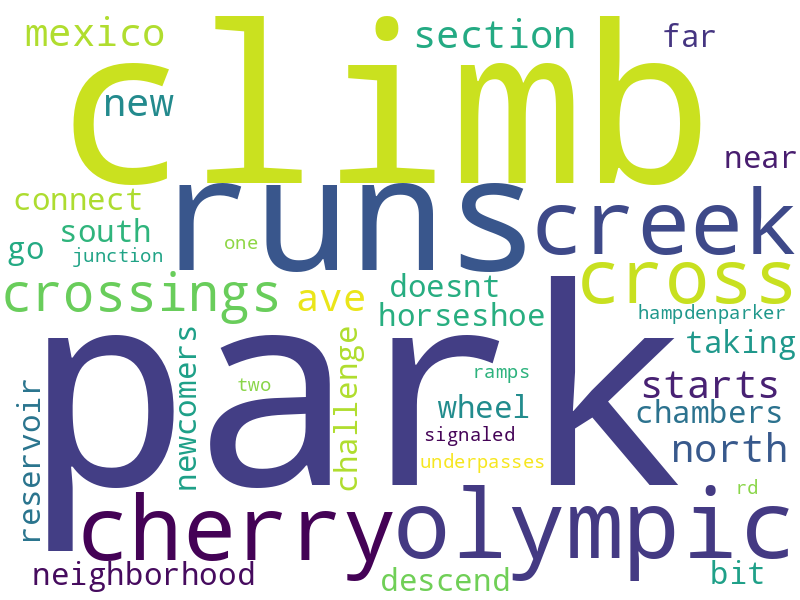 mexico
section
far
climb
new
near
connect
runs
creek
south
one
go
junction
cross
crossings
ave
doesnt
horseshoe
hampdenparker
taking
park
newcomers
challenge
two
ramps
starts
reservoir
wheel
chambers
signaled
north
underpasses
rd
cherry
olympic
neighborhood
descend
bit